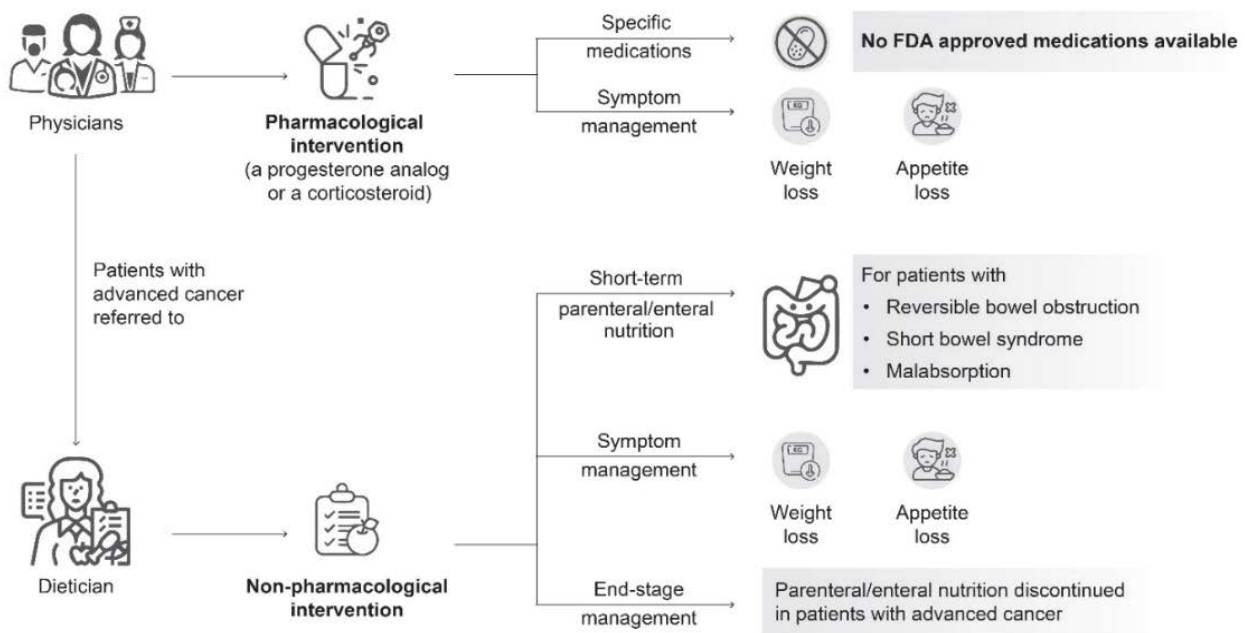 Physicians
Pharmacological
intervention
(a progesterone analog
or a corticosteroid)
Specific
medications
No FDA approved medications available
Symptom
management
KG
Weight
loss
Appetite
loss
Patients with
advanced cancer
referred to
Dietician
Non-pharmacological
intervention
Short-term
parenteral/enteral
nutrition
For patients with
• Reversible bowel obstruction
• Short bowel syndrome
• Malabsorption
Symptom
management
KG
Weight
loss
Appetite
loss
End-stage
management
Parenteral/enteral nutrition discontinued
in patients with advanced cancer